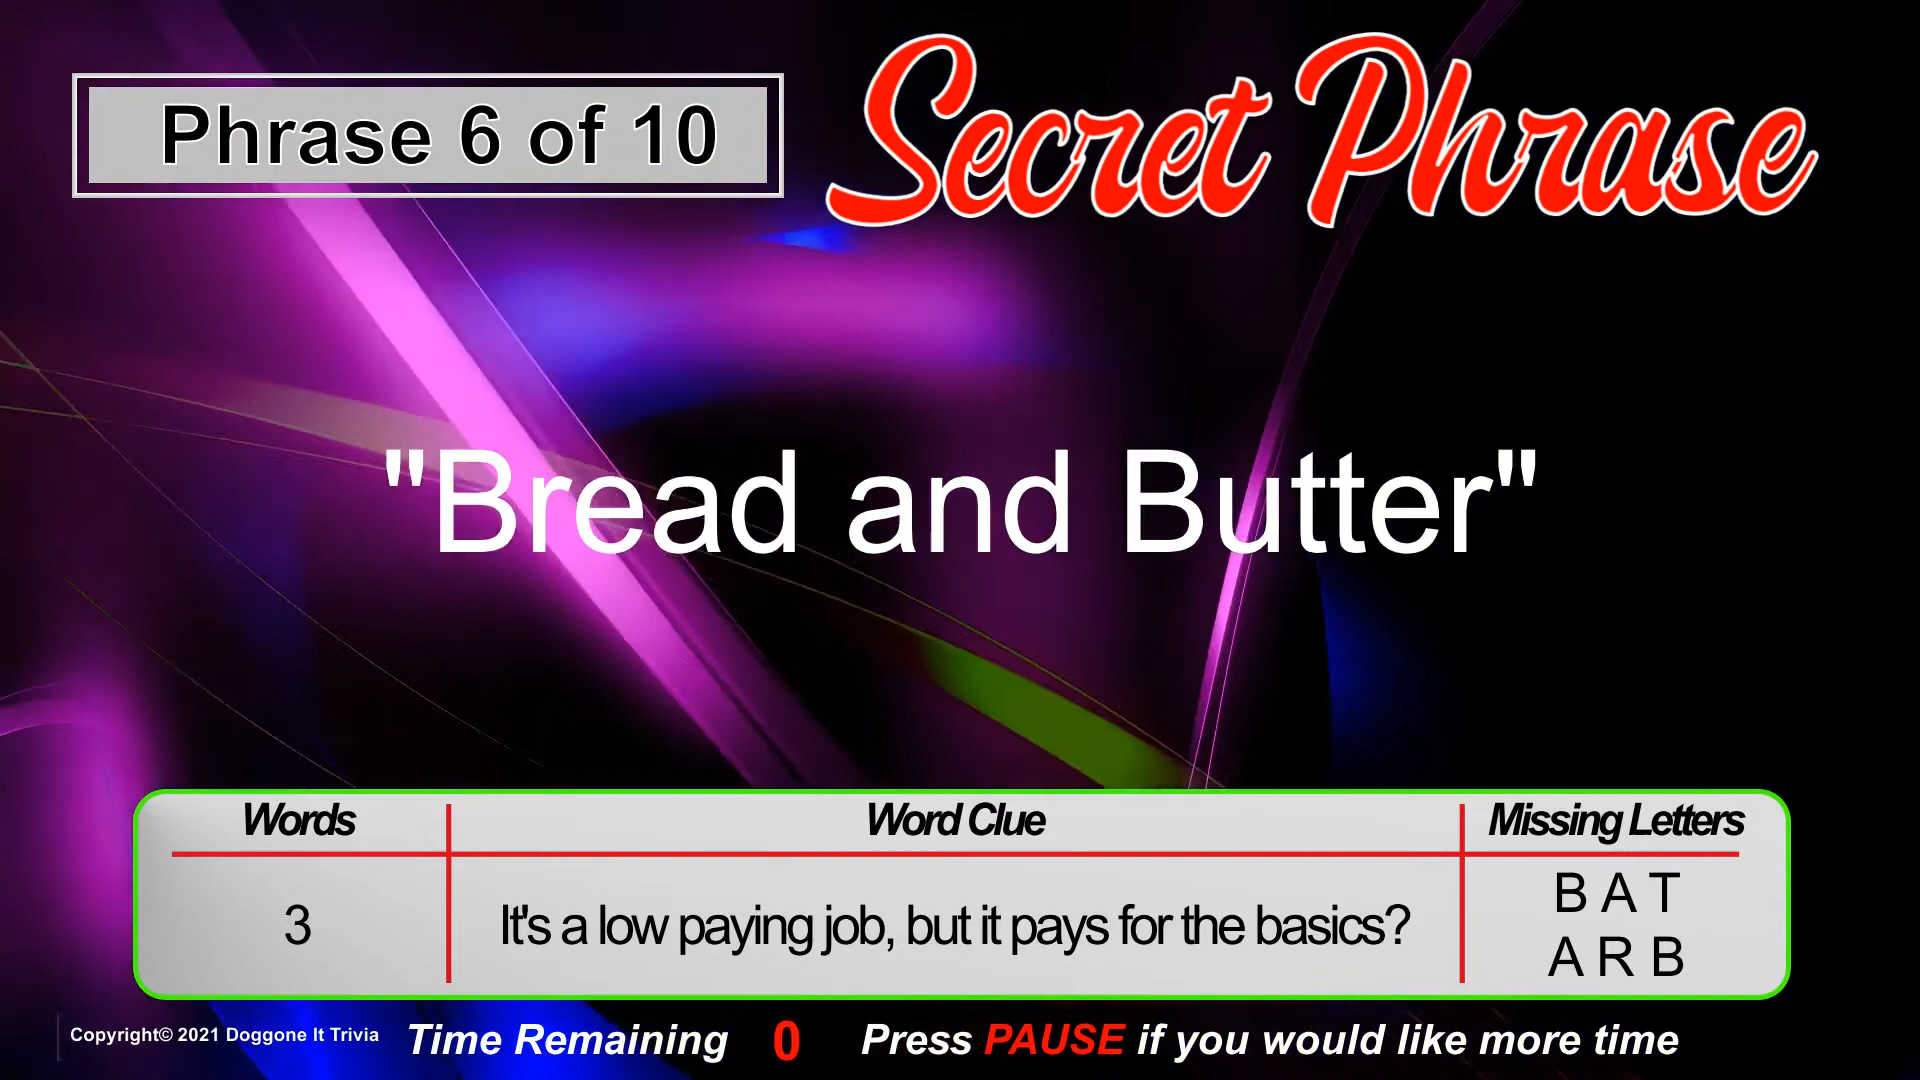 Phrase 6 of 10
Secret Phrase
"Bread and Butter"
Words
Word Clue
Missing Letters
3
It's a low paying job, but it pays for the basics?
B A T
A R B
Copyright© 2021 Doggone It Trivia
Time Remaining 0
Press PAUSE if you would like more time